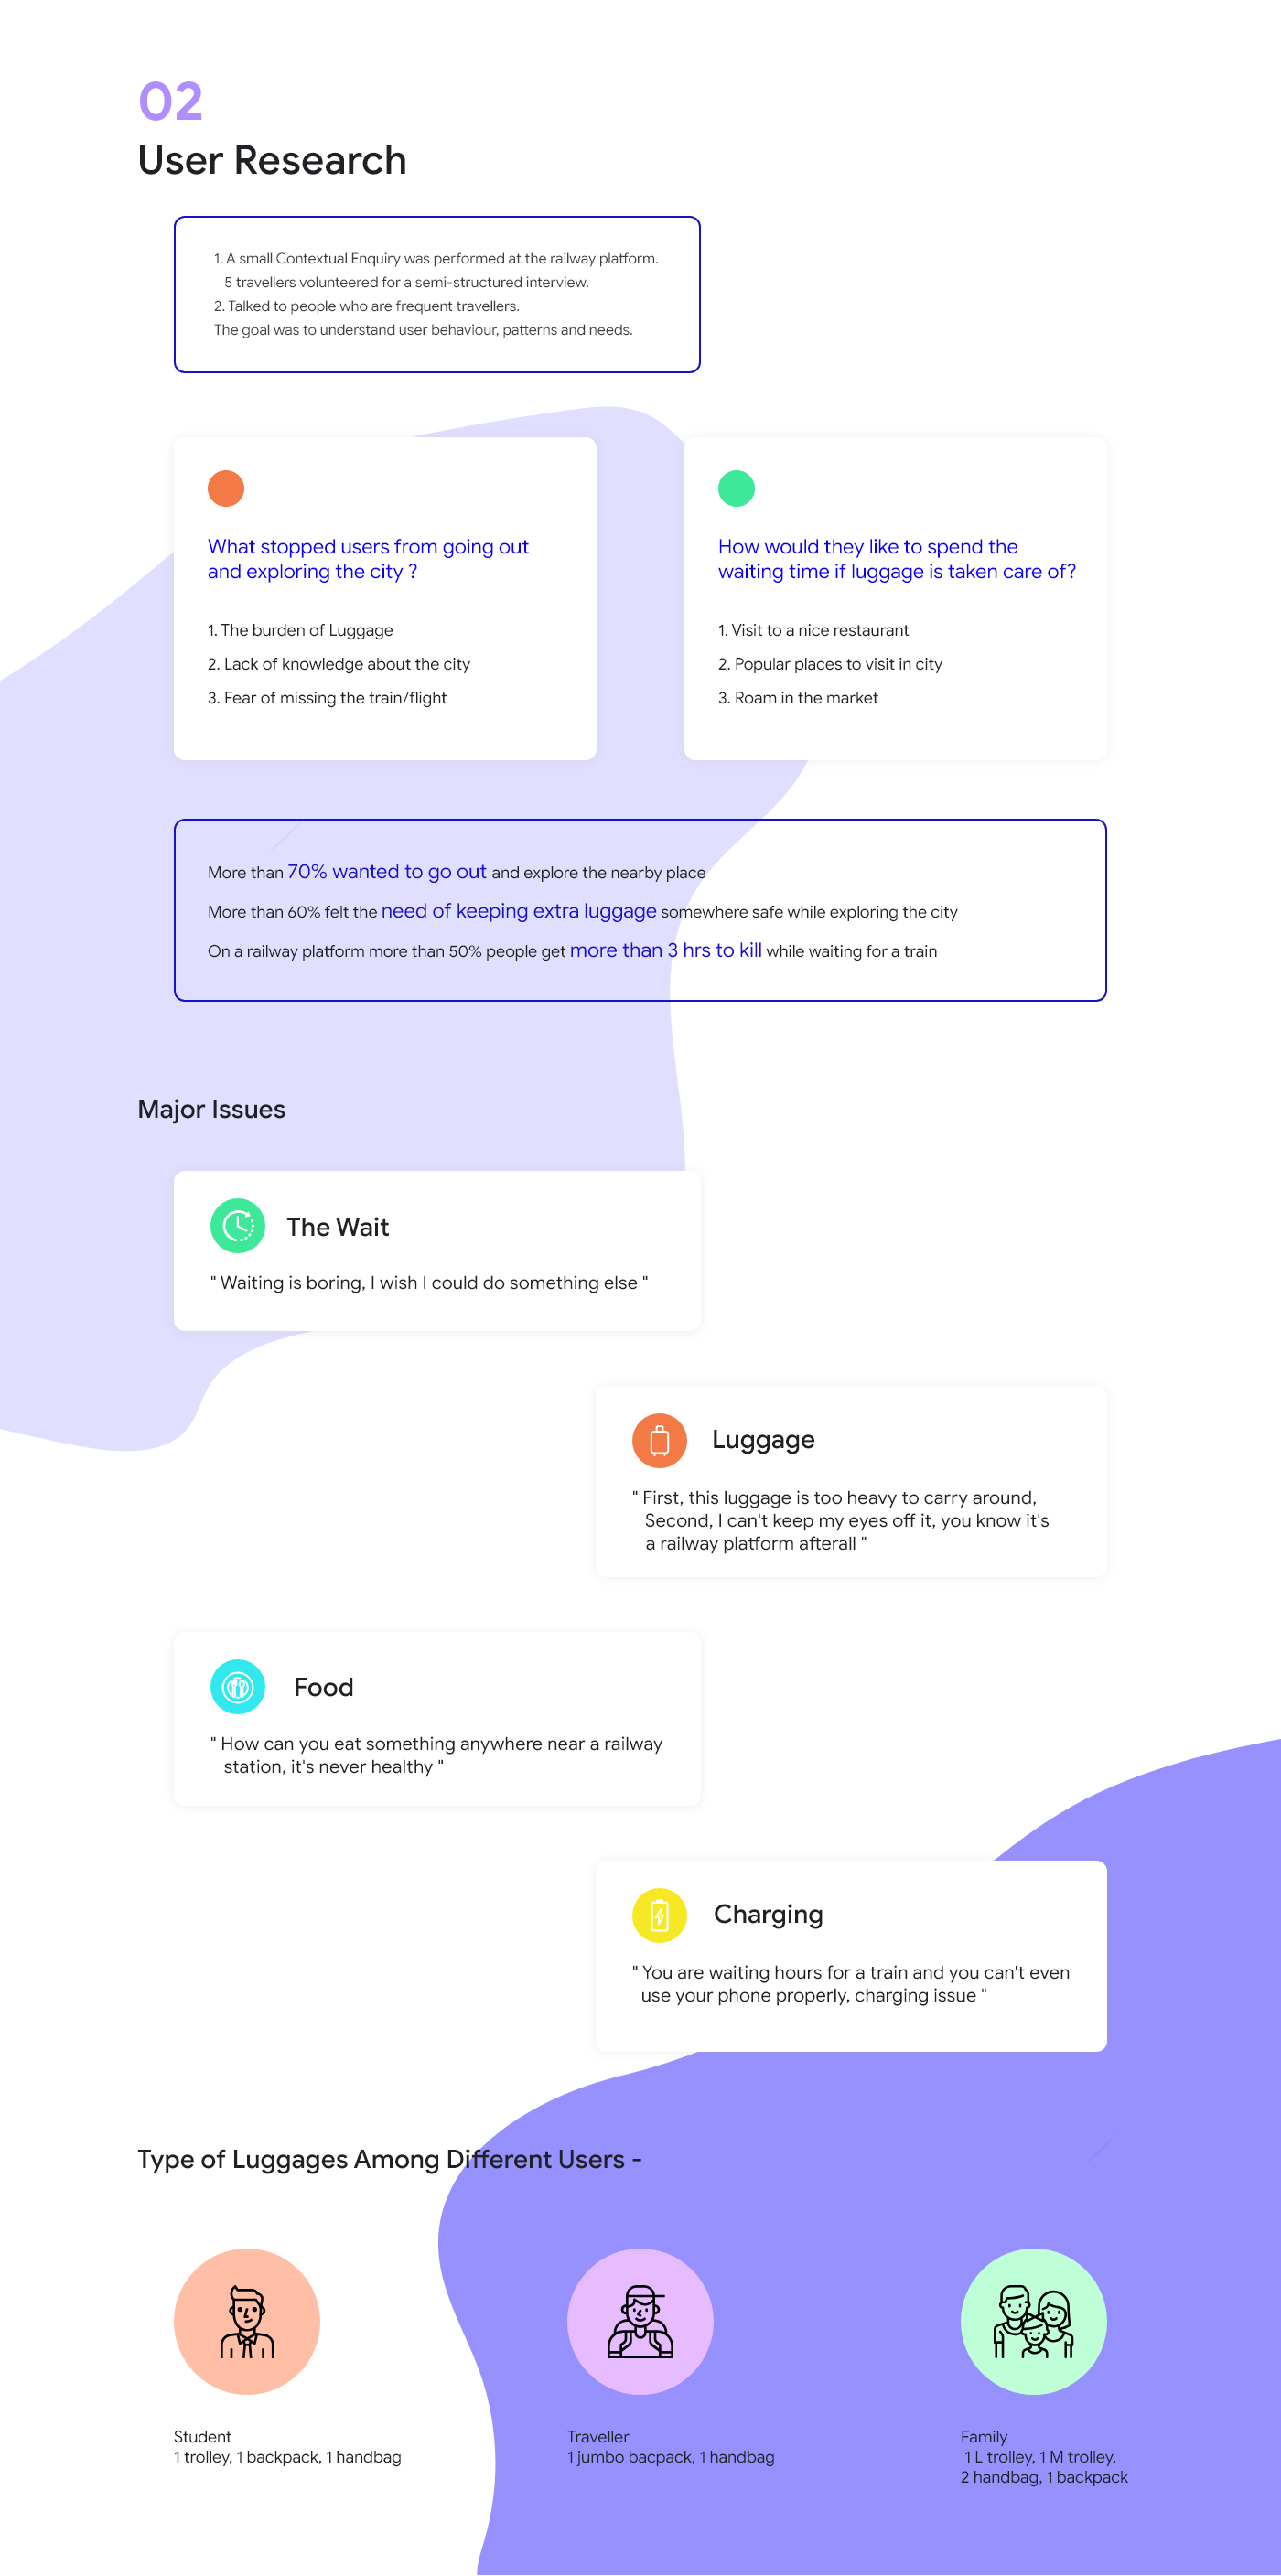 02
User Research
1. A small Contextual Enquiry was performed at the railway platform.
5 travellers volunteered for a semi-structured interview.
2. Talked to people who are frequent travellers.
The goal was to understand user behaviour, patterns and needs.
What stopped users from going out
and exploring the city ?
1. The burden of Luggage
2. Lack of knowledge about the city
3. Fear of missing the train/flight
How would they like to spend the
waiting time if luggage is taken care of?
1. Visit to a nice restaurant
2. Popular places to visit in city
3. Roam in the market
More than 70% wanted to go out and explore the nearby place
More than 60% felt the need of keeping extra luggage somewhere safe while exploring the city
On a railway platform more than 50% people get more than 3 hrs to kill while waiting for a train
Major Issues
The Wait
" Waiting is boring, I wish I could do something else "
Luggage
" First, this luggage is too heavy to carry around,
Second, I can't keep my eyes off it, you know it's
a railway platform afterall "
Food
" How can you eat something anywhere near a railway
station, it's never healthy "
Charging
" You are waiting hours for a train and you can't even
use your phone properly, charging issue "
Type of Luggages Among Different Users -
Student
1 trolley, 1 backpack, 1 handbag
Traveller
1 jumbo bacpack, 1 handbag
Family
1 L trolley, 1 M trolley,
2 handbag, 1 backpack